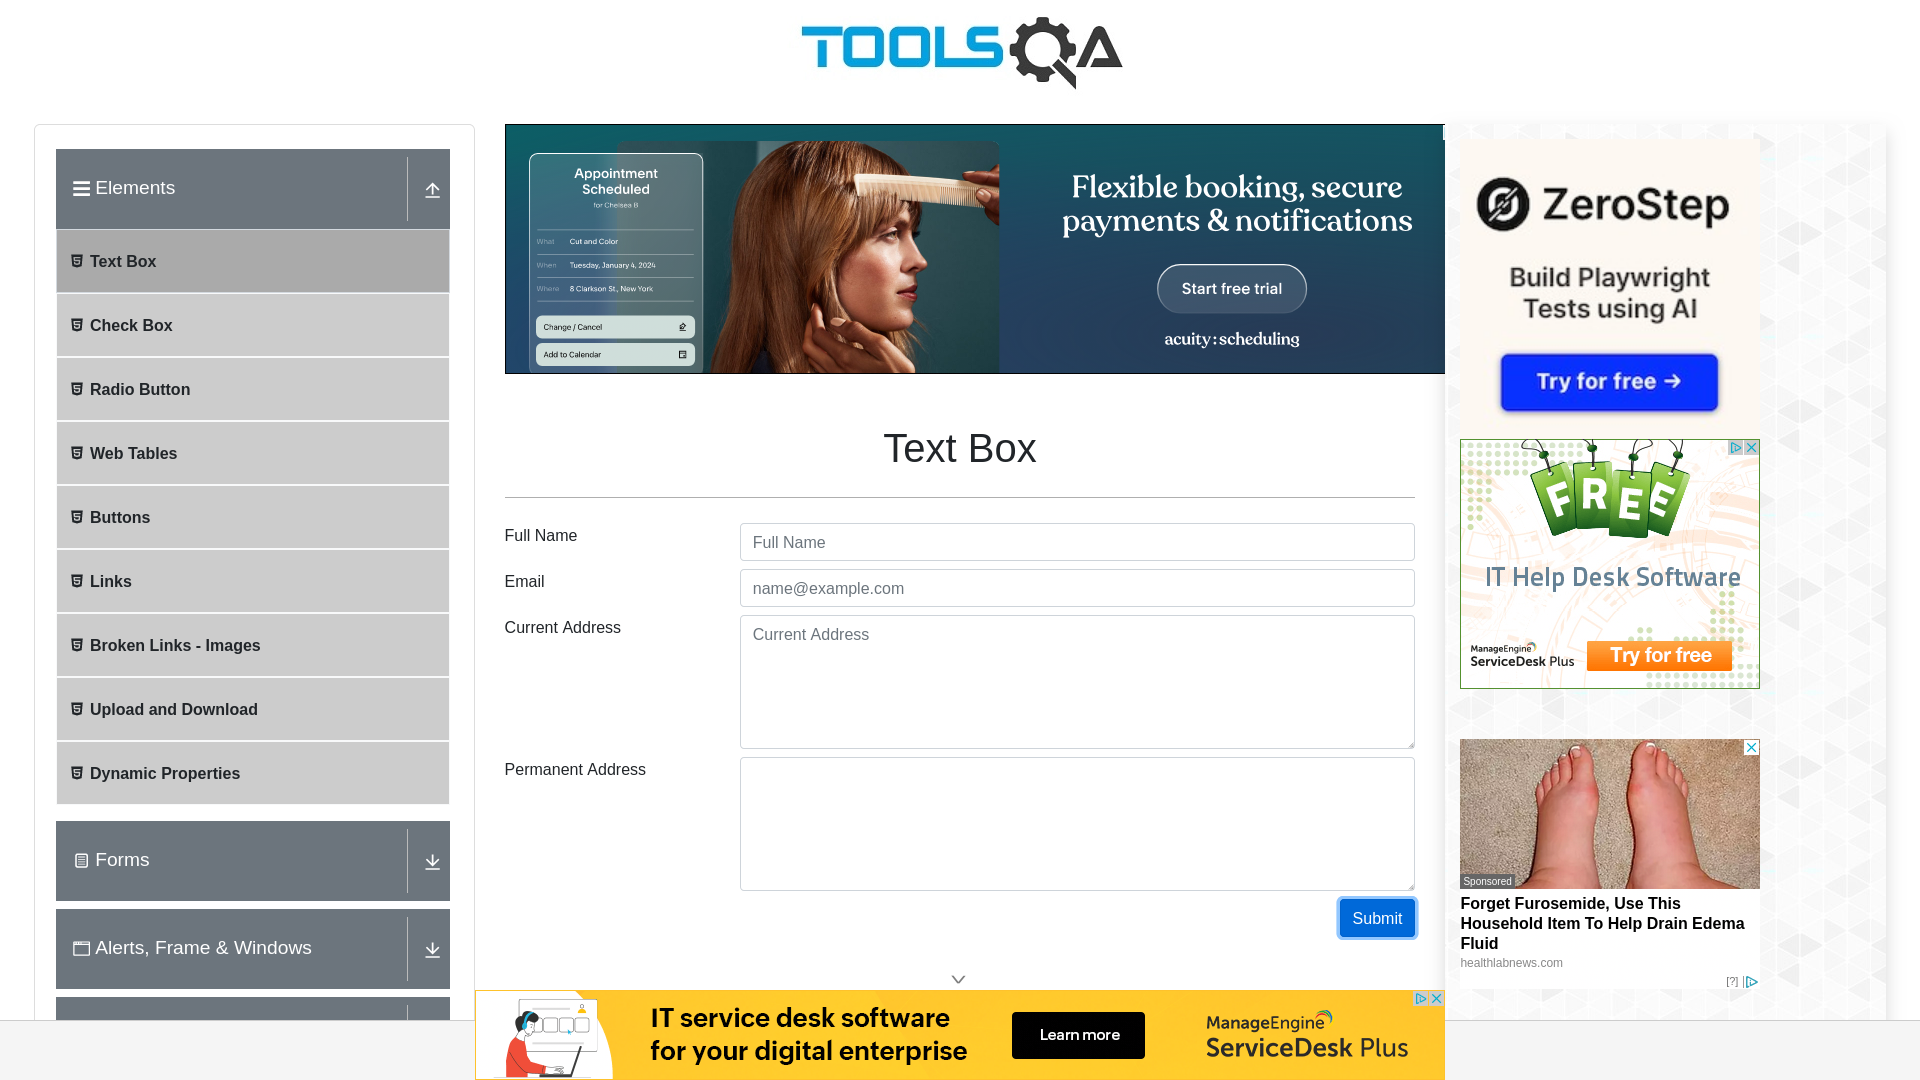 TOOLSQA
Elements
Text Box
Check Box
Radio Button
Web Tables
Buttons
Links
Broken Links - Images
Upload and Download
Dynamic Properties
Forms
Alerts, Frame & Windows
Appointment
Scheduled
for Chelsea B
What Cut and Color
When Tuesday, January 4, 2024
Where 8 Clarkson St., New York
Change / Cancel
Add to Calendar
Flexible booking, secure
payments & notifications
Start free trial
acuity:scheduling
Text Box
Full Name
Full Name
Email
name@example.com
Current Address
Current Address
Permanent Address
Submit
ZeroStep
Build Playwright
Tests using AI
Try for free →
FREE
IT Help Desk Software
ManageEngine
ServiceDesk Plus
Try for free
Sponsored
Forget Furosemide, Use This
Household Item To Help Drain Edema
Fluid
healthlabnews.com
[?]
IT service desk software
for your digital enterprise
Learn more
ManageEngine
ServiceDesk Plus